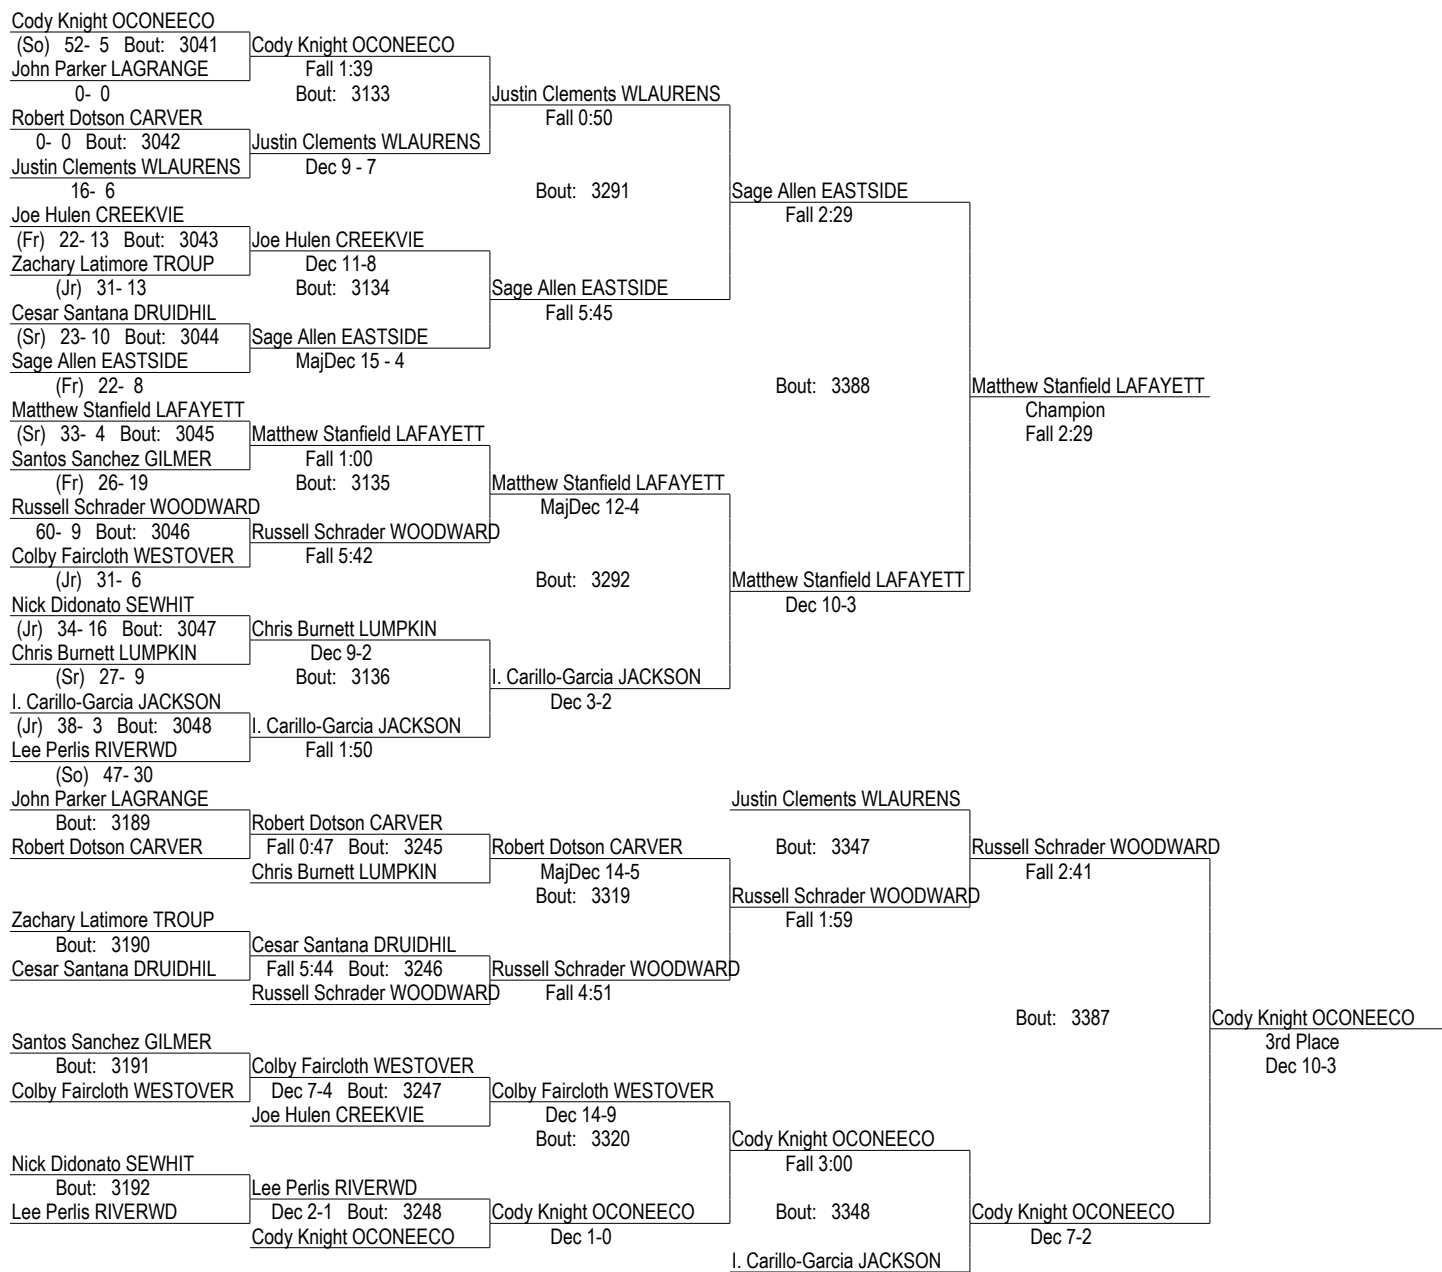 Cody Knight OCONEECO
(So) 52- 5 Bout: 3041 Cody Knight OCONEECO
John Parker LAGRANGE Fall 1:39
0- 0 Bout: 3133 Justin Clements WLAURENS
Robert Dotson CARVER Fall 0:50
0- 0 Bout: 3042 Justin Clements WLAURENS
Justin Clements WLAURENS Dec 9 - 7
16- 6 Bout: 3291 Sage Allen EASTSIDE
Joe Hulen CREEKVIE Fall 2:29
(Fr) 22- 13 Bout: 3043 Joe Hulen CREEKVIE
Zachary Latimore TROUP Dec 11-8
(Jr) 31- 13 Bout: 3134 Sage Allen EASTSIDE
Cesar Santana DRUIDHIL Fall 5:45
(Sr) 23- 10 Bout: 3044 Sage Allen EASTSIDE
Sage Allen EASTSIDE MajDec 15 - 4
(Fr) 22- 8 Bout: 3388 Matthew Stanfield LAFAYETT
Matthew Stanfield LAFAYETT Champion
(Sr) 33- 4 Bout: 3045 Matthew Stanfield LAFAYETT Fall 2:29
Santos Sanchez GILMER Fall 1:00
(Fr) 26- 19 Bout: 3135 Matthew Stanfield LAFAYETT
Russell Schrader WOODWARD MajDec 12-4
60- 9 Bout: 3046 Russell Schrader WOODWARD
Colby Faircloth WESTOVER Fall 5:42
(Jr) 31- 6 Bout: 3292 Matthew Stanfield LAFAYETT
Nick Didonato SEWHIT Dec 10-3
(Jr) 34- 16 Bout: 3047 Chris Burnett LUMPKIN
Chris Burnett LUMPKIN Dec 9-2
(Sr) 27- 9 Bout: 3136 I. Carillo-Garcia JACKSON
I. Carillo-Garcia JACKSON Dec 3-2
(Jr) 38- 3 Bout: 3048 I. Carillo-Garcia JACKSON
Lee Perlis RIVERWD Fall 1:50
(So) 47- 30
John Parker LAGRANGE Justin Clements WLAURENS
Bout: 3189 Robert Dotson CARVER
Robert Dotson CARVER Fall 0:47 Bout: 3245 Robert Dotson CARVER Bout: 3347 Russell Schrader WOODWARD
Chris Burnett LUMPKIN MajDec 14-5 Fall 2:41
Bout: 3319 Russell Schrader WOODWARD
Zachary Latimore TROUP Fall 1:59
Bout: 3190 Cesar Santana DRUIDHIL
Cesar Santana DRUIDHIL Fall 5:44 Bout: 3246 Russell Schrader WOODWARD
Russell Schrader WOODWARD Fall 4:51
Bout: 3387 Cody Knight OCONEECO
Santos Sanchez GILMER 3rd Place
Bout: 3191 Colby Faircloth WESTOVER Dec 10-3
Colby Faircloth WESTOVER Dec 7-4 Bout: 3247 Colby Faircloth WESTOVER
Joe Hulen CREEKVIE Dec 14-9
Bout: 3320 Cody Knight OCONEECO
Nick Didonato SEWHIT Fall 3:00
Bout: 3192 Lee Perlis RIVERWD
Lee Perlis RIVERWD Dec 2-1 Bout: 3248 Cody Knight OCONEECO Bout: 3348 Cody Knight OCONEECO
Cody Knight OCONEECO Dec 1-0 Dec 7-2
I. Carillo-Garcia JACKSON